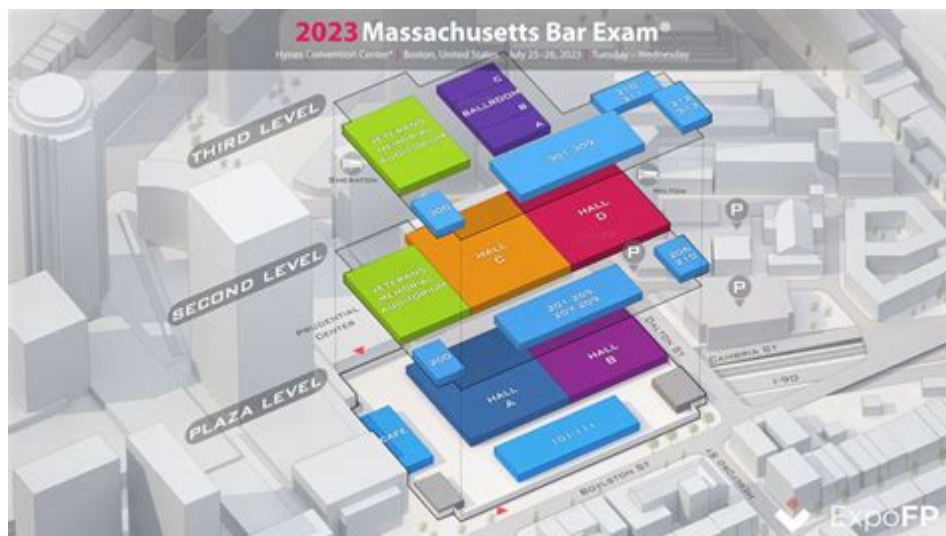 2023 Massachusetts Bar Exam®
Hynes Convention Center® | Boston, United States | July 25-26, 2023 | Tuesday - Wednesday
THIRD LEVEL
VETERANS
MEMORIAL
AUDITORIUM
C
BALLROOM B
A
310
311
312
313
301-309
SHERATON
HILTON
300
HALL
D
HALL
C
P
P
P
SECOND LEVEL
VETERANS
MEMORIAL
AUDITORIUM
206
210
201-205
207-209
PRUDENTIAL
CENTER
DALTON ST
CAMBRIA ST
I-90
200
HALL
B
HALL
A
PLAZA LEVEL
CAFE
101-111
BOYLSTON ST
HEREFORD ST
ExpoFP